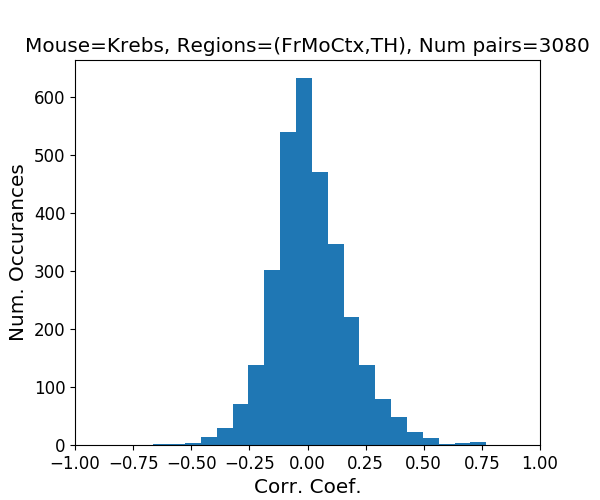 Mouse=Krebs, Regions=(FrMoCtx,TH), Num pairs=3080
600
500
400
300
200
100
0
Num. Occurances
−1.00 −0.75 −0.50 −0.25 0.00 0.25 0.50 0.75 1.00
Corr. Coef.